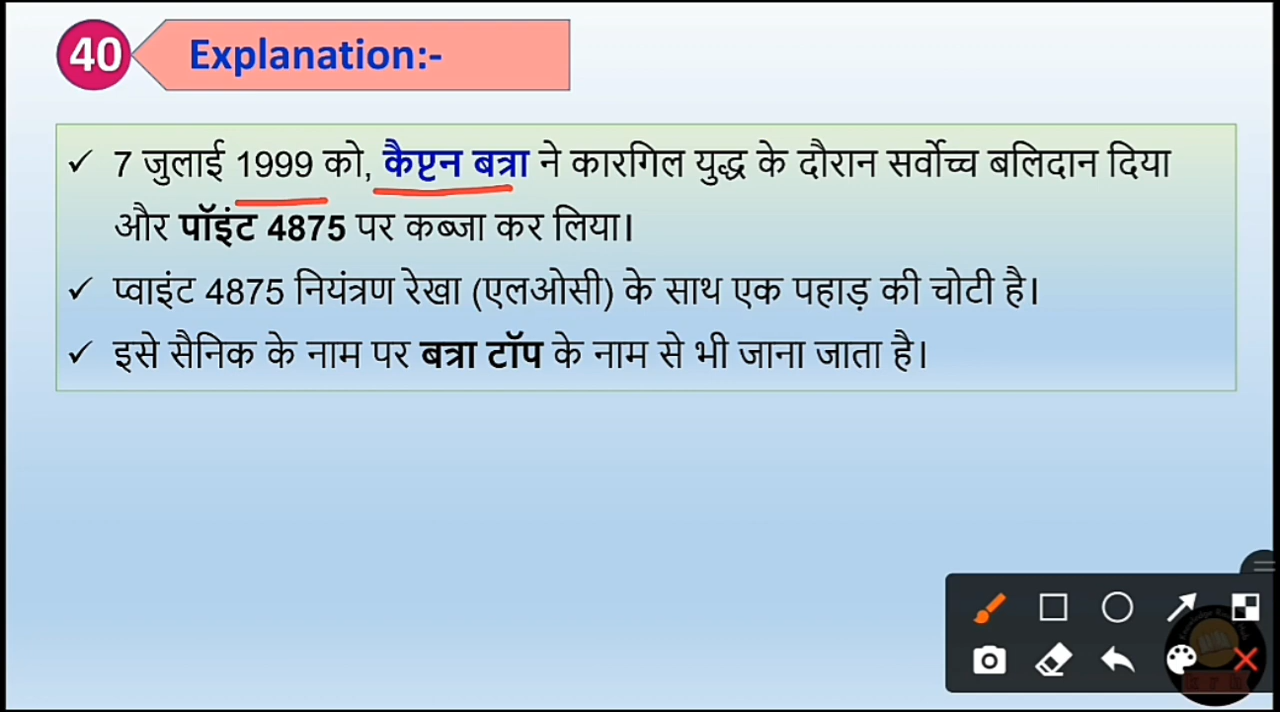 40
Explanation:-
✓ 7 जुलाई 1999 को, कैप्टन बत्रा ने कारगिल युद्ध के दौरान सर्वोच्च बलिदान दिया
और पॉइंट 4875 पर कब्जा कर लिया।
✓ प्वाइंट 4875 नियंत्रण रेखा (एलओसी) के साथ एक पहाड़ की चोटी है।
✓ इसे सैनिक के नाम पर बत्रा टॉप के नाम से भी जाना जाता है।